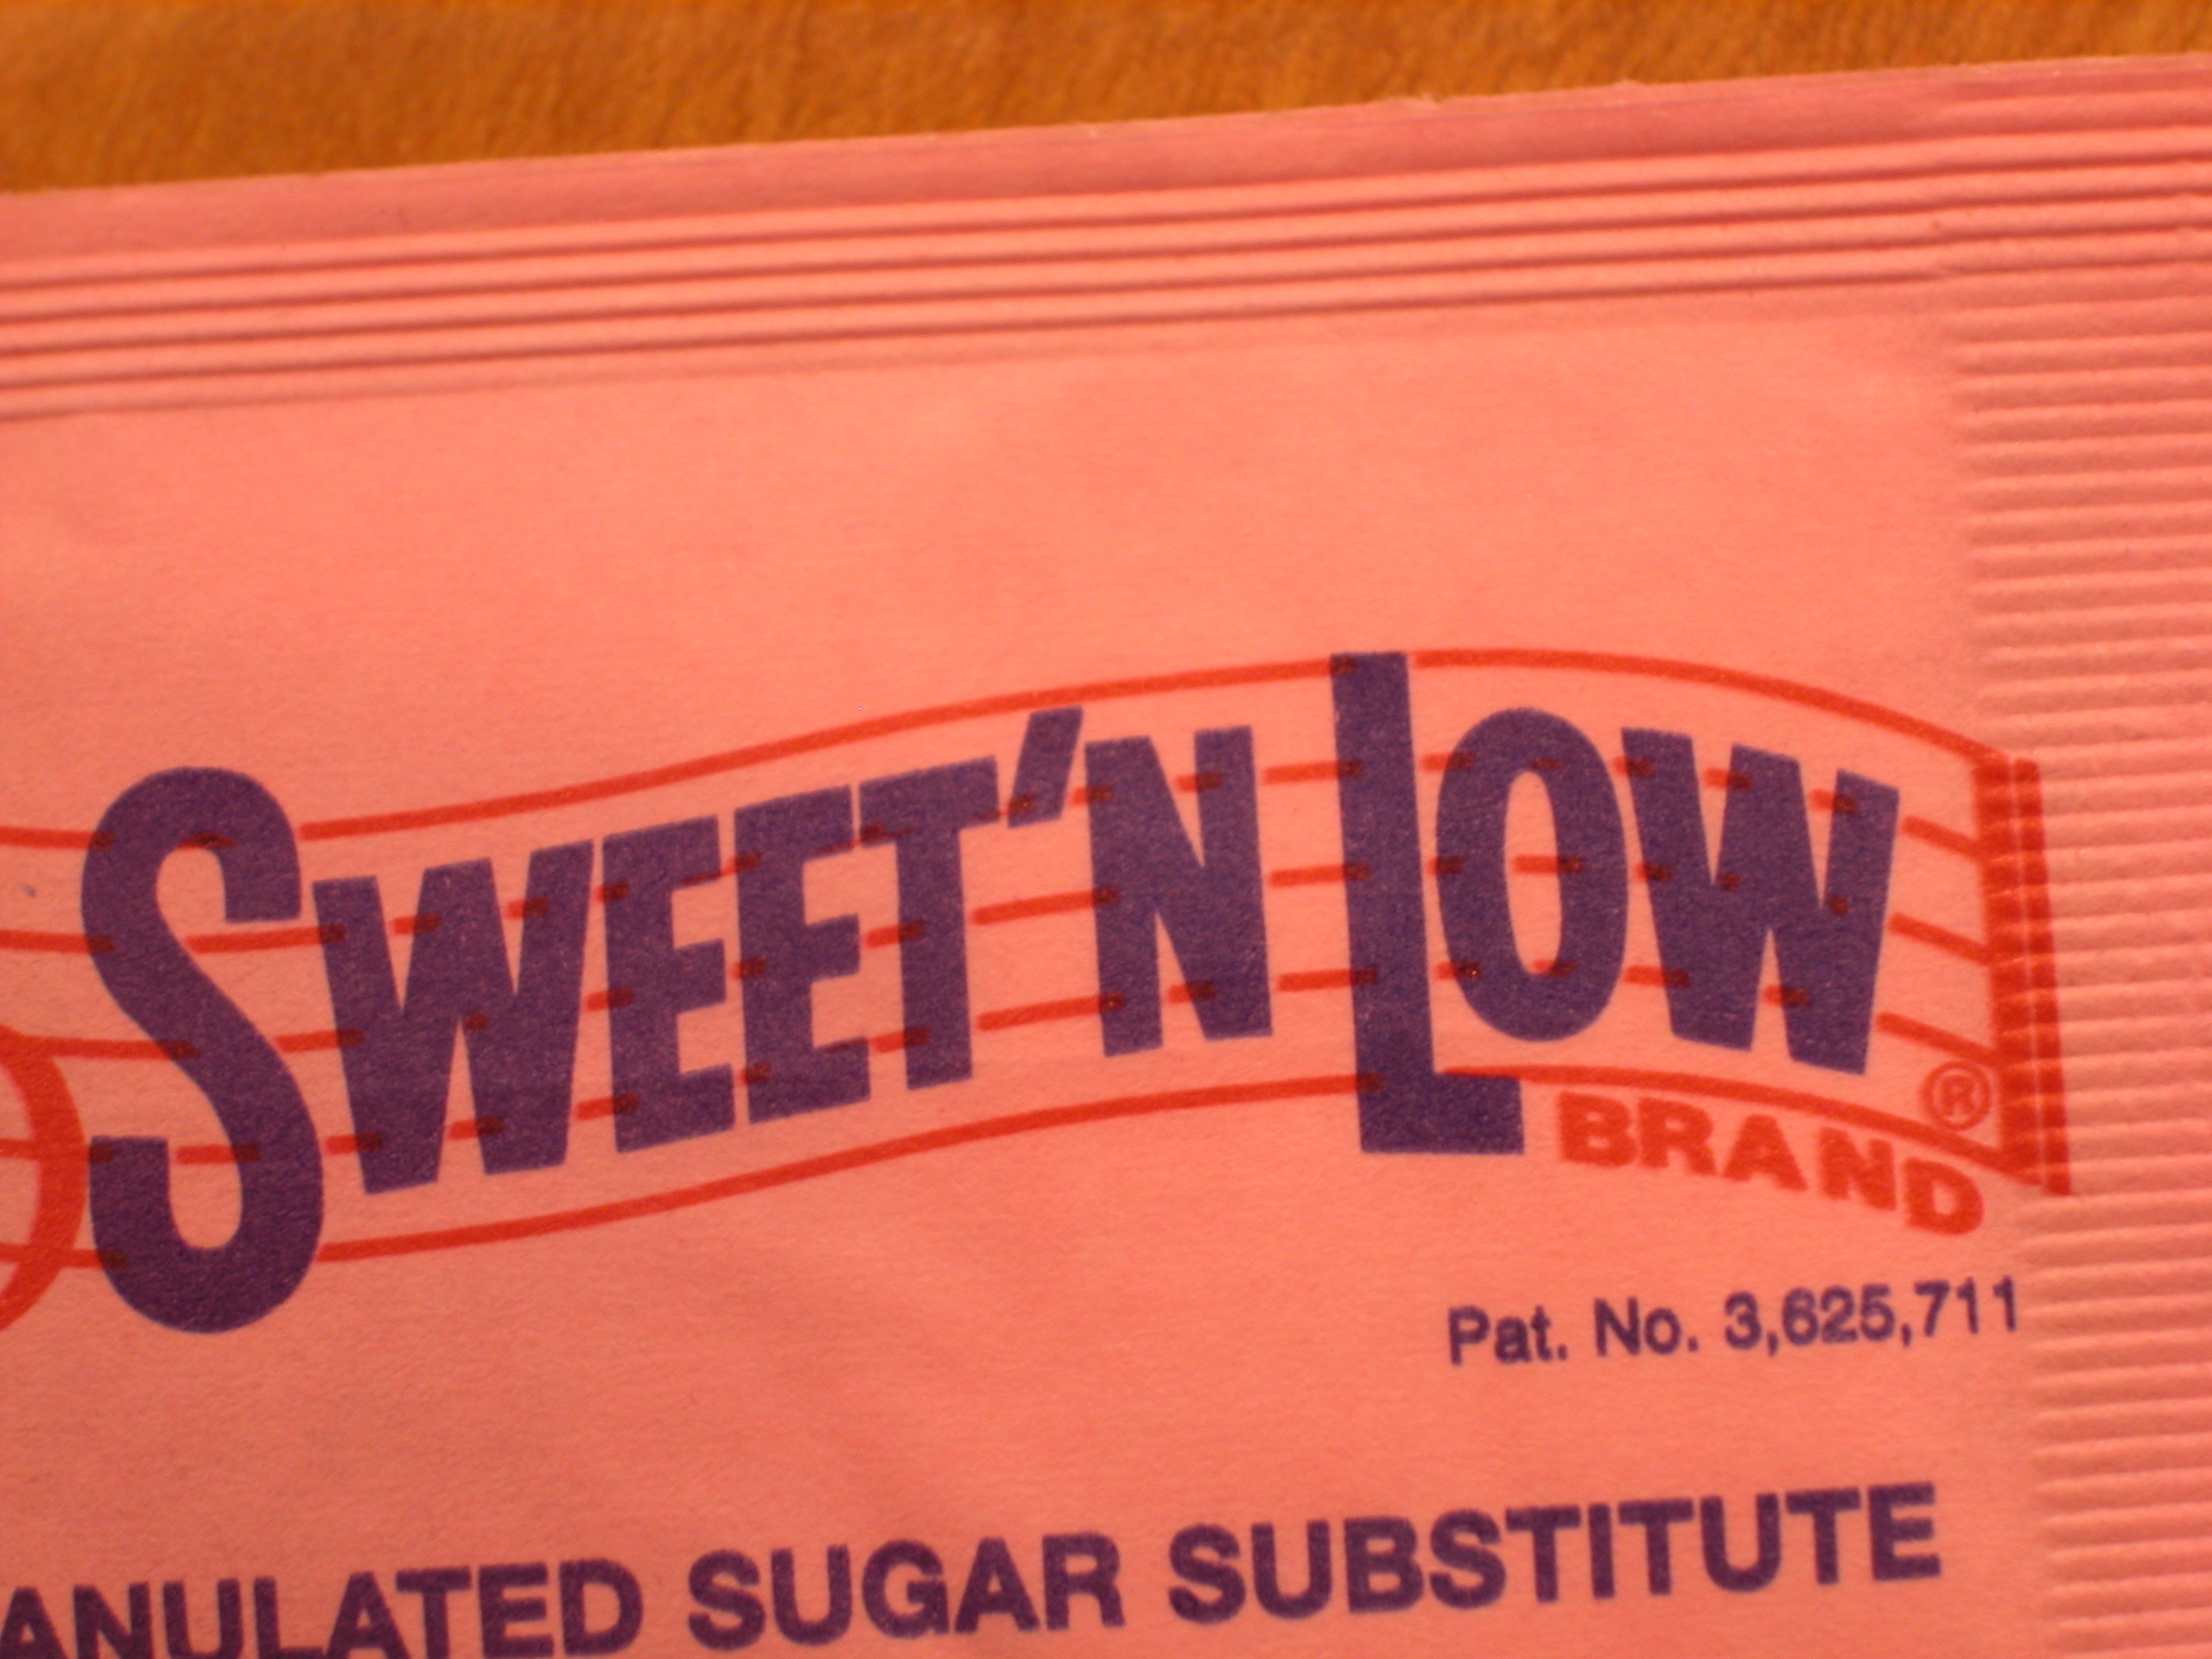 SWEET'N LOW
®
BRAND
Pat. No. 3,625,711
ANULATED SUGAR SUBSTITUTE